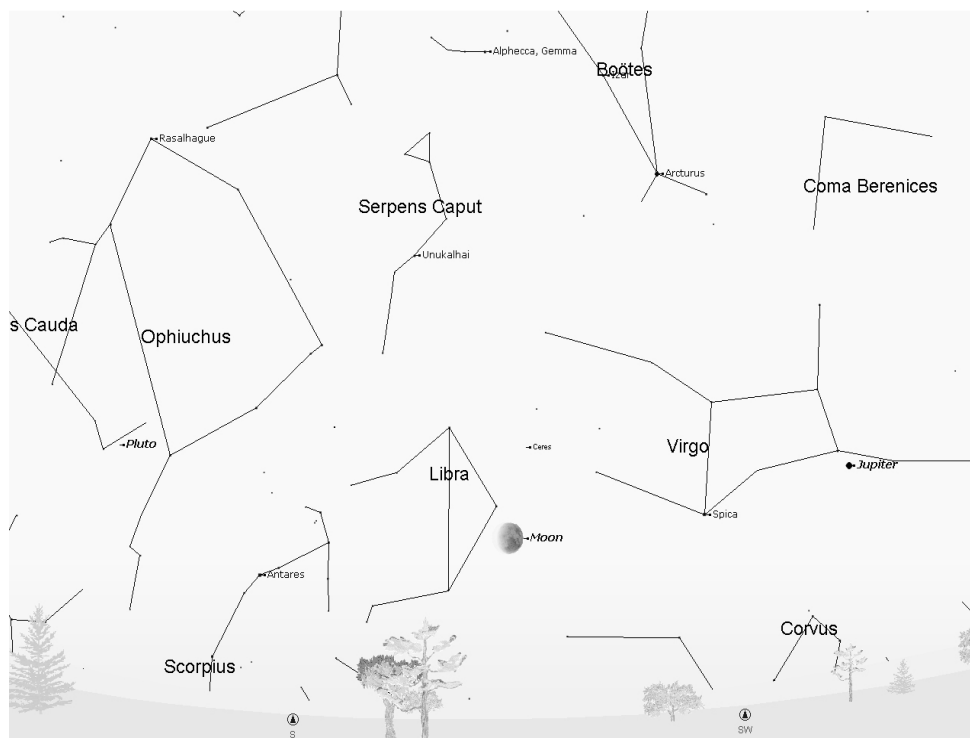 Alphecca, Gemma
Boötes
Izar
Rasalhague
Arcturus
Coma Berenices
Serpens Caput
Unukalhai
s Cauda
Ophiuchus
Pluto
Ceres
Virgo
Libra
Jupiter
Spica
Moon
Antares
Corvus
Scorpius
S
SW